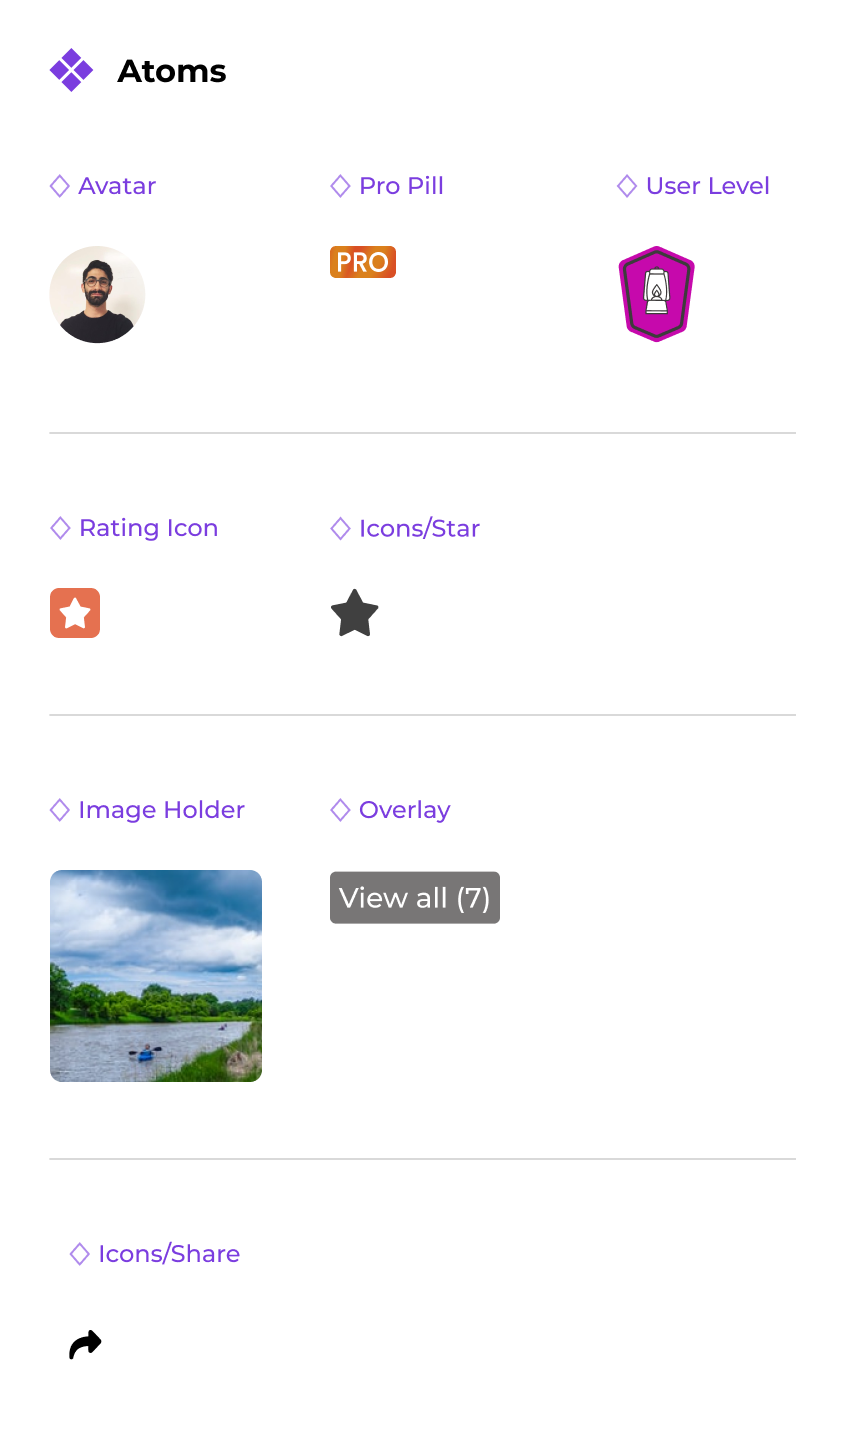 Atoms
Avatar
Pro Pill
User Level
PRO
Rating Icon
Icons/Star
Image Holder
Overlay
View all (7)
Icons/Share